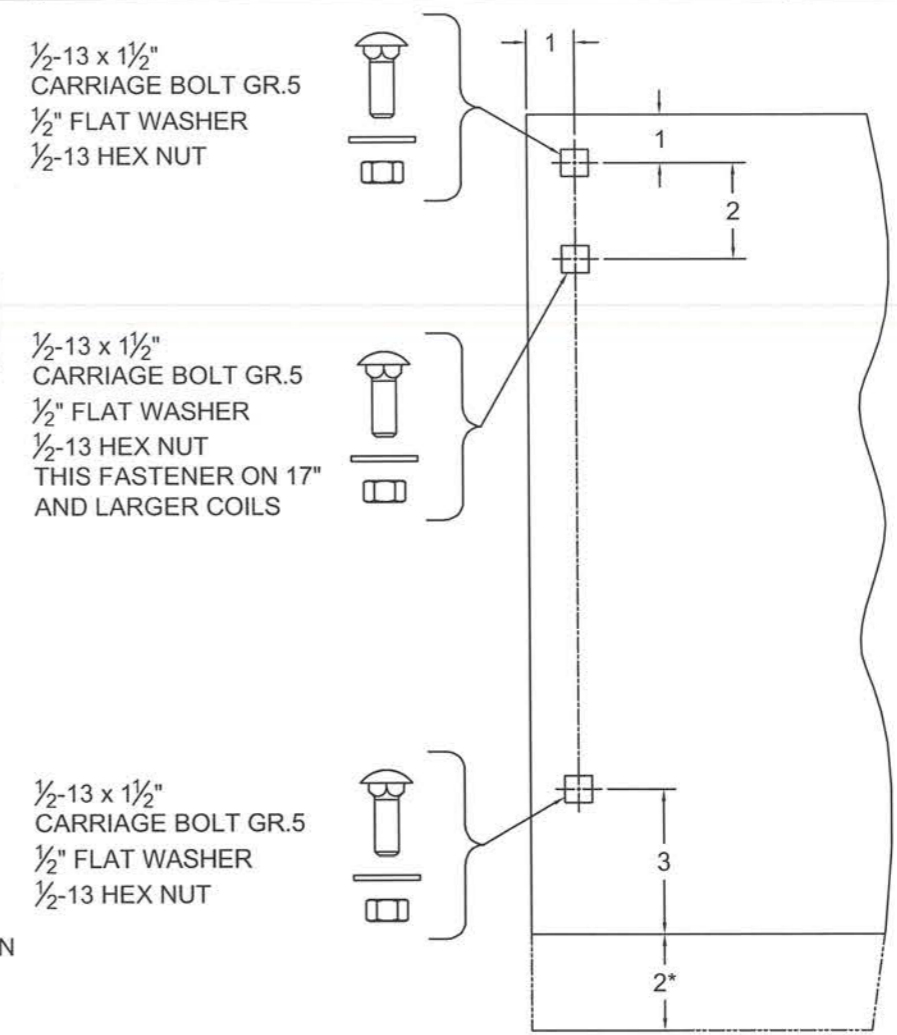 ½-13 x 1½"
CARRIAGE BOLT GR.5
½" FLAT WASHER
½-13 HEX NUT
1
1
2
½-13 x 1½"
CARRIAGE BOLT GR.5
½" FLAT WASHER
½-13 HEX NUT
THIS FASTENER ON 17"
AND LARGER COILS
½-13 x 1½"
CARRIAGE BOLT GR.5
½" FLAT WASHER
½-13 HEX NUT
3
N
2*